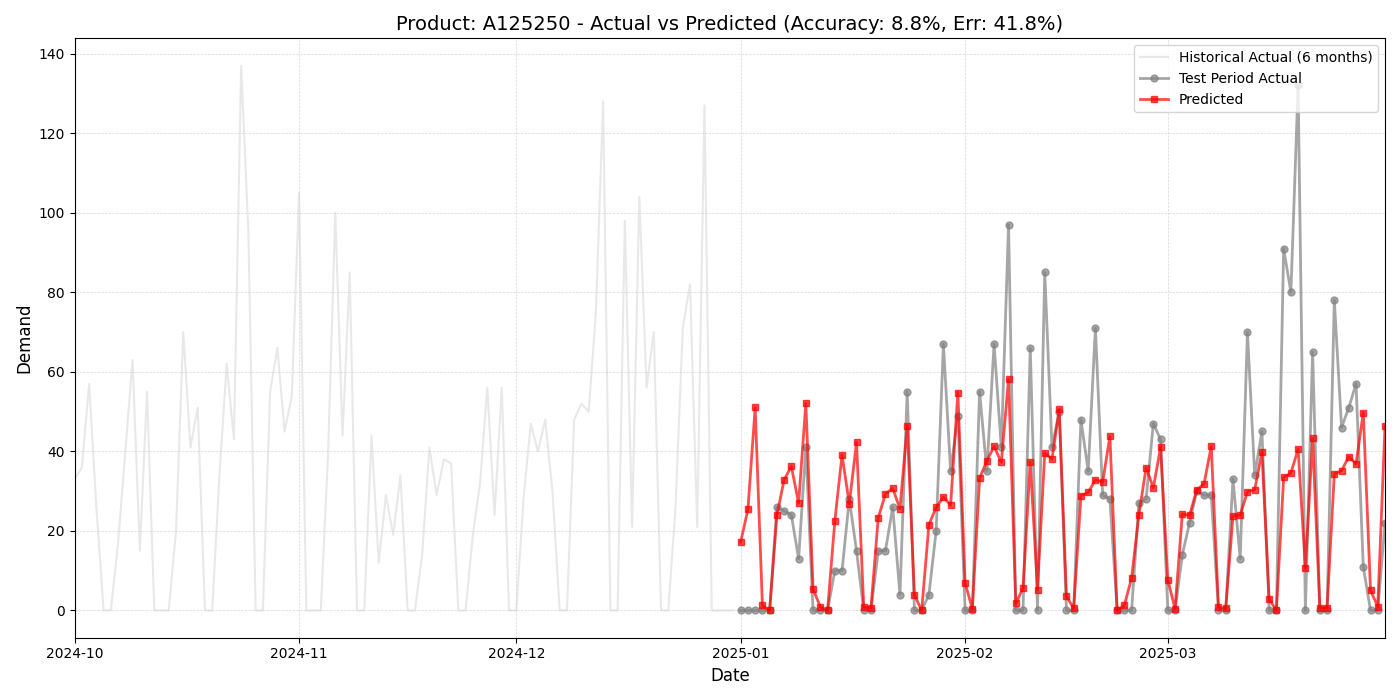 Product: A125250 - Actual vs Predicted (Accuracy: 8.8%, Err: 41.8%)
Historical Actual (6 months)
Test Period Actual
Predicted
Demand
140
120
100
80
60
40
20
0
2024-10
2024-11
2024-12
2025-01
2025-02
2025-03
Date